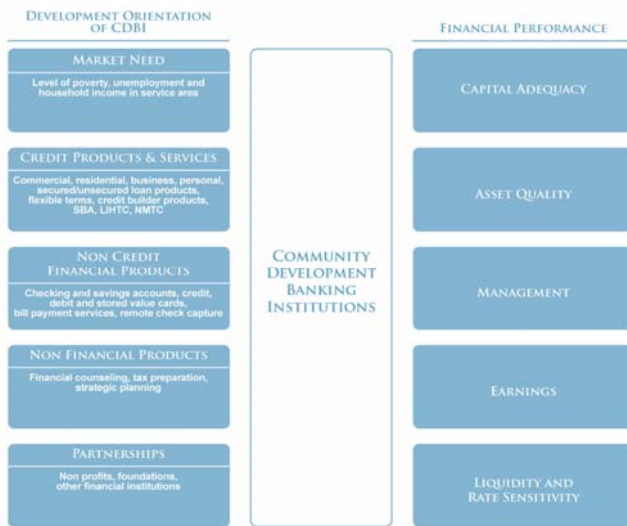 DEVELOPMENT ORIENTATION
OF CDBI
MARKET NEED
Level of poverty, unemployment and
household income in service area
CREDIT PRODUCTS & SERVICES
Commercial, residential, business, personal,
secured/unsecured loan products,
flexible terms, credit builder products,
SBA, LIHTC, NMTC
NON CREDIT
FINANCIAL PRODUCTS
Checking and savings accounts, credit,
debit and stored value cards,
bill payment services, remote check capture
NON FINANCIAL PRODUCTS
Financial counseling, tax preparation,
strategic planning
PARTNERSHIPS
Non profits, foundations,
other financial institutions
COMMUNITY
DEVELOPMENT
BANKING
INSTITUTIONS
FINANCIAL PERFORMANCE
CAPITAL ADEQUACY
ASSET QUALITY
MANAGEMENT
EARNINGS
LIQUIDITY AND
RATE SENSITIVITY